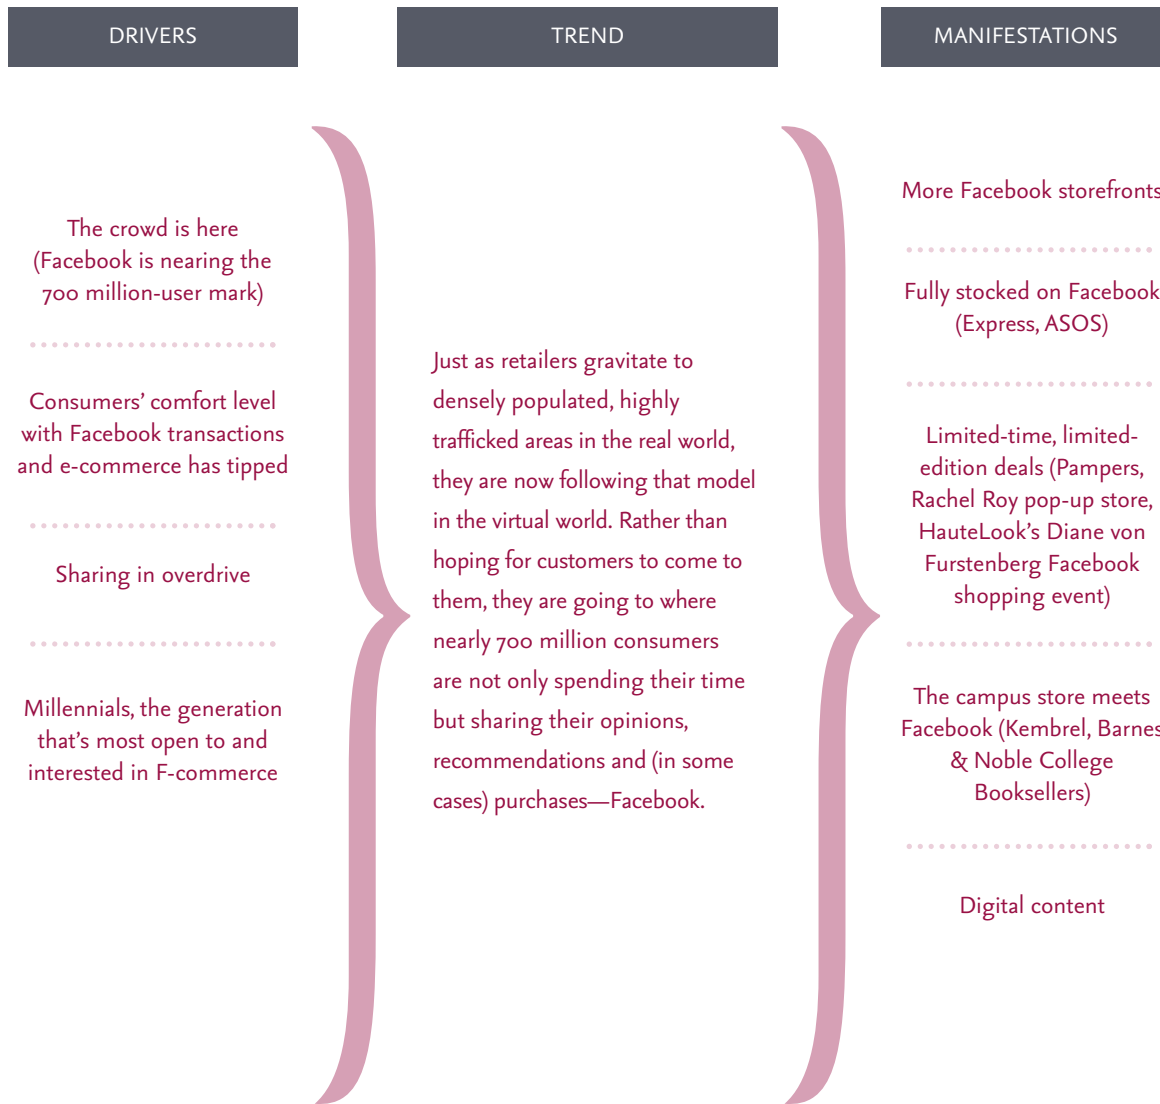 DRIVERS
The crowd is here
(Facebook is nearing the
700 million-user mark)
Consumers’ comfort level
with Facebook transactions
and e-commerce has tipped
Sharing in overdrive
Millennials, the generation
that’s most open to and
interested in F-commerce
TREND
Just as retailers gravitate to
densely populated, highly
trafficked areas in the real world,
they are now following that model
in the virtual world. Rather than
hoping for customers to come to
them, they are going to where
nearly 700 million consumers
are not only spending their time
but sharing their opinions,
recommendations and (in some
cases) purchases—Facebook.
MANIFESTATIONS
More Facebook storefronts
Fully stocked on Facebook
(Express, ASOS)
Limited-time, limited-
edition deals (Pampers,
Rachel Roy pop-up store,
HauteLook’s Diane von
Furstenberg Facebook
shopping event)
The campus store meets
Facebook (Kembrel, Barnes
& Noble College
Booksellers)
Digital content